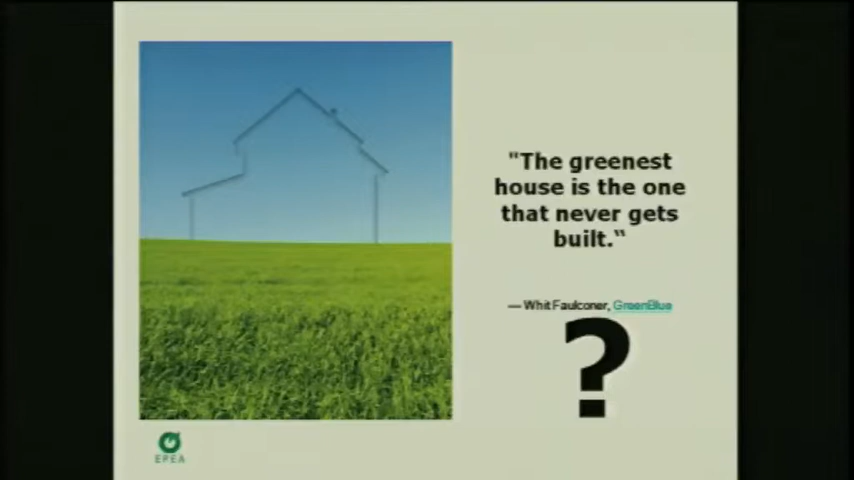 "The greenest
house is the one
that never gets
built.“
— Whit Faulconer, GreenBlue
?
EPEA